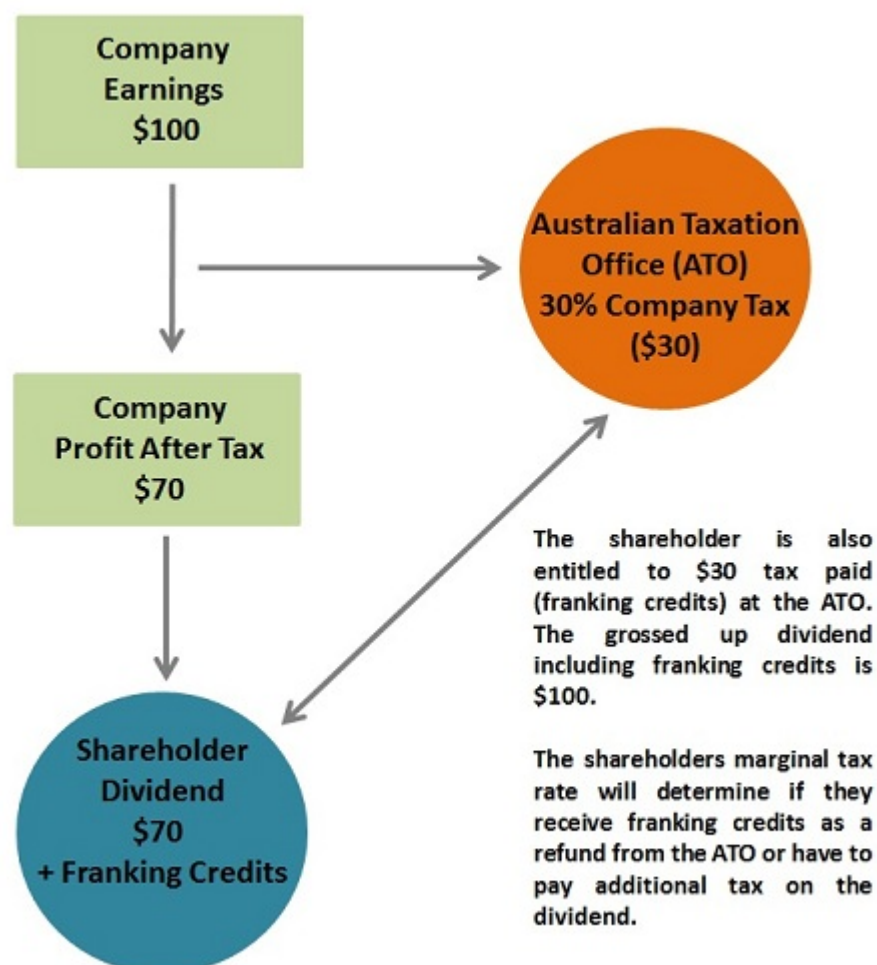 Company
Earnings
$100
Australian Taxation
Office (ATO)
30% Company Tax
($30)
Company
Profit After Tax
$70
The shareholder is also
entitled to $30 tax paid
(franking credits) at the ATO.
The grossed up dividend
including franking credits is
$100.
Shareholder
Dividend
$70
+ Franking Credits
The shareholders marginal tax
rate will determine if they
receive franking credits as a
refund from the ATO or have to
pay additional tax on the
dividend.